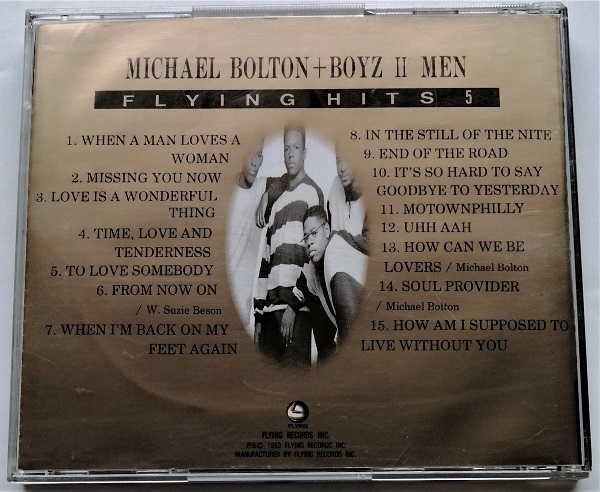 MICHAEL BOLTON+BOYZ II MEN
FLYING HITS 5
1. WHEN A MAN LOVES A
WOMAN
2. MISSING YOU NOW
3. LOVE IS A WONDERFUL
THING
4. TIME, LOVE AND
TENDERNESS
5. TO LOVE SOMEBODY
6. FROM NOW ON
/ W. Suzie Beson
7. WHEN I'M BACK ON MY
FEET AGAIN
8. IN THE STILL OF THE NITE
9. END OF THE ROAD
10. IT'S SO HARD TO SAY
GOODBYE TO YESTERDAY
11. MOTOWNPHILLY
12. UHH AAH
13. HOW CAN WE BE
LOVERS / Michael Bolton
14. SOUL PROVIDER
/ Michael Bolton
15. HOW AM I SUPPOSED TO
LIVE WITHOUT YOU
FLYING
FLYING RECORDS INC.
℗&© 1993 FLYING RECORDS INC.
MANUFACTURED BY FLYING RECORDS INC.